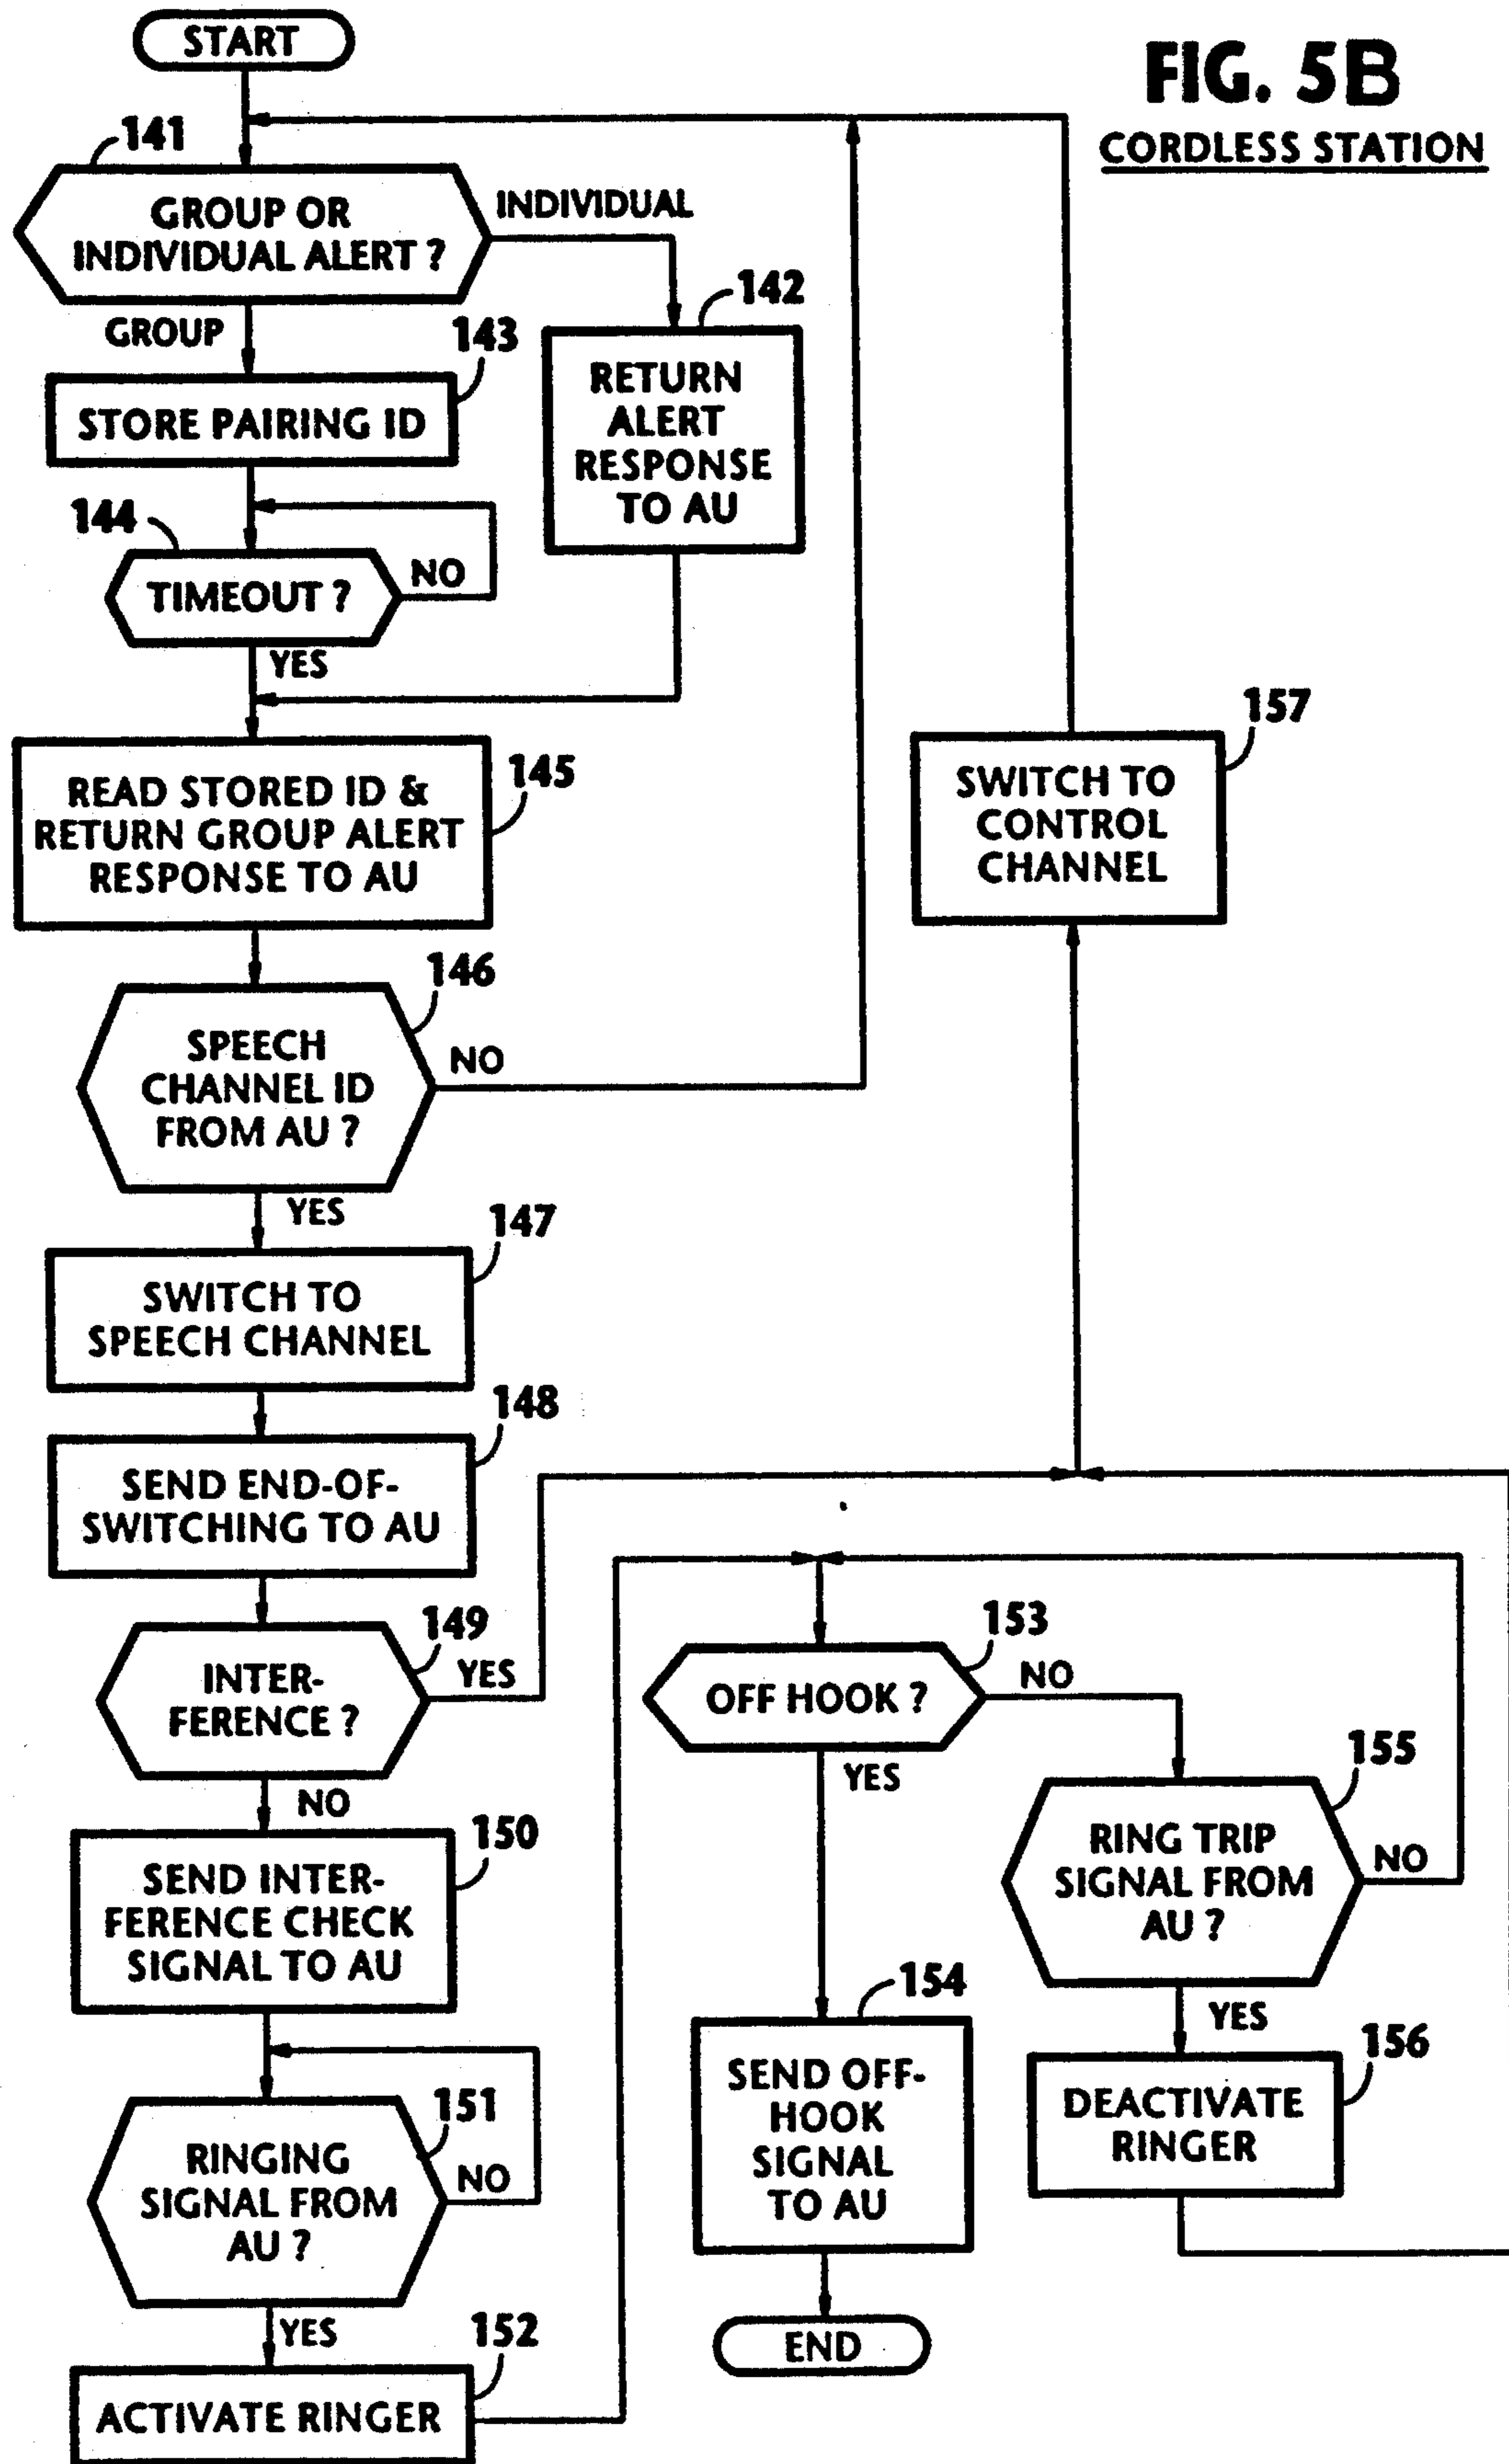 START
FIG. 5B
CORDLESS STATION
141
GROUP OR
INDIVIDUAL ALERT ?
INDIVIDUAL
GROUP
142
RETURN
ALERT
RESPONSE
TO AU
143
STORE PAIRING ID
144
TIMEOUT ?
NO
YES
145
READ STORED ID &
RETURN GROUP ALERT
RESPONSE TO AU
157
SWITCH TO
CONTROL
CHANNEL
146
SPEECH
CHANNEL ID
FROM AU ?
NO
YES
147
SWITCH TO
SPEECH CHANNEL
148
SEND END-OF-
SWITCHING TO AU
149
INTER-
FERENCE ?
YES
NO
150
SEND INTER-
FERENCE CHECK
SIGNAL TO AU
151
RINGING
SIGNAL FROM
AU ?
NO
YES
152
ACTIVATE RINGER
153
OFF HOOK ?
NO
YES
154
SEND OFF-
HOOK
SIGNAL
TO AU
END
155
RING TRIP
SIGNAL FROM
AU ?
NO
YES
156
DEACTIVATE
RINGER